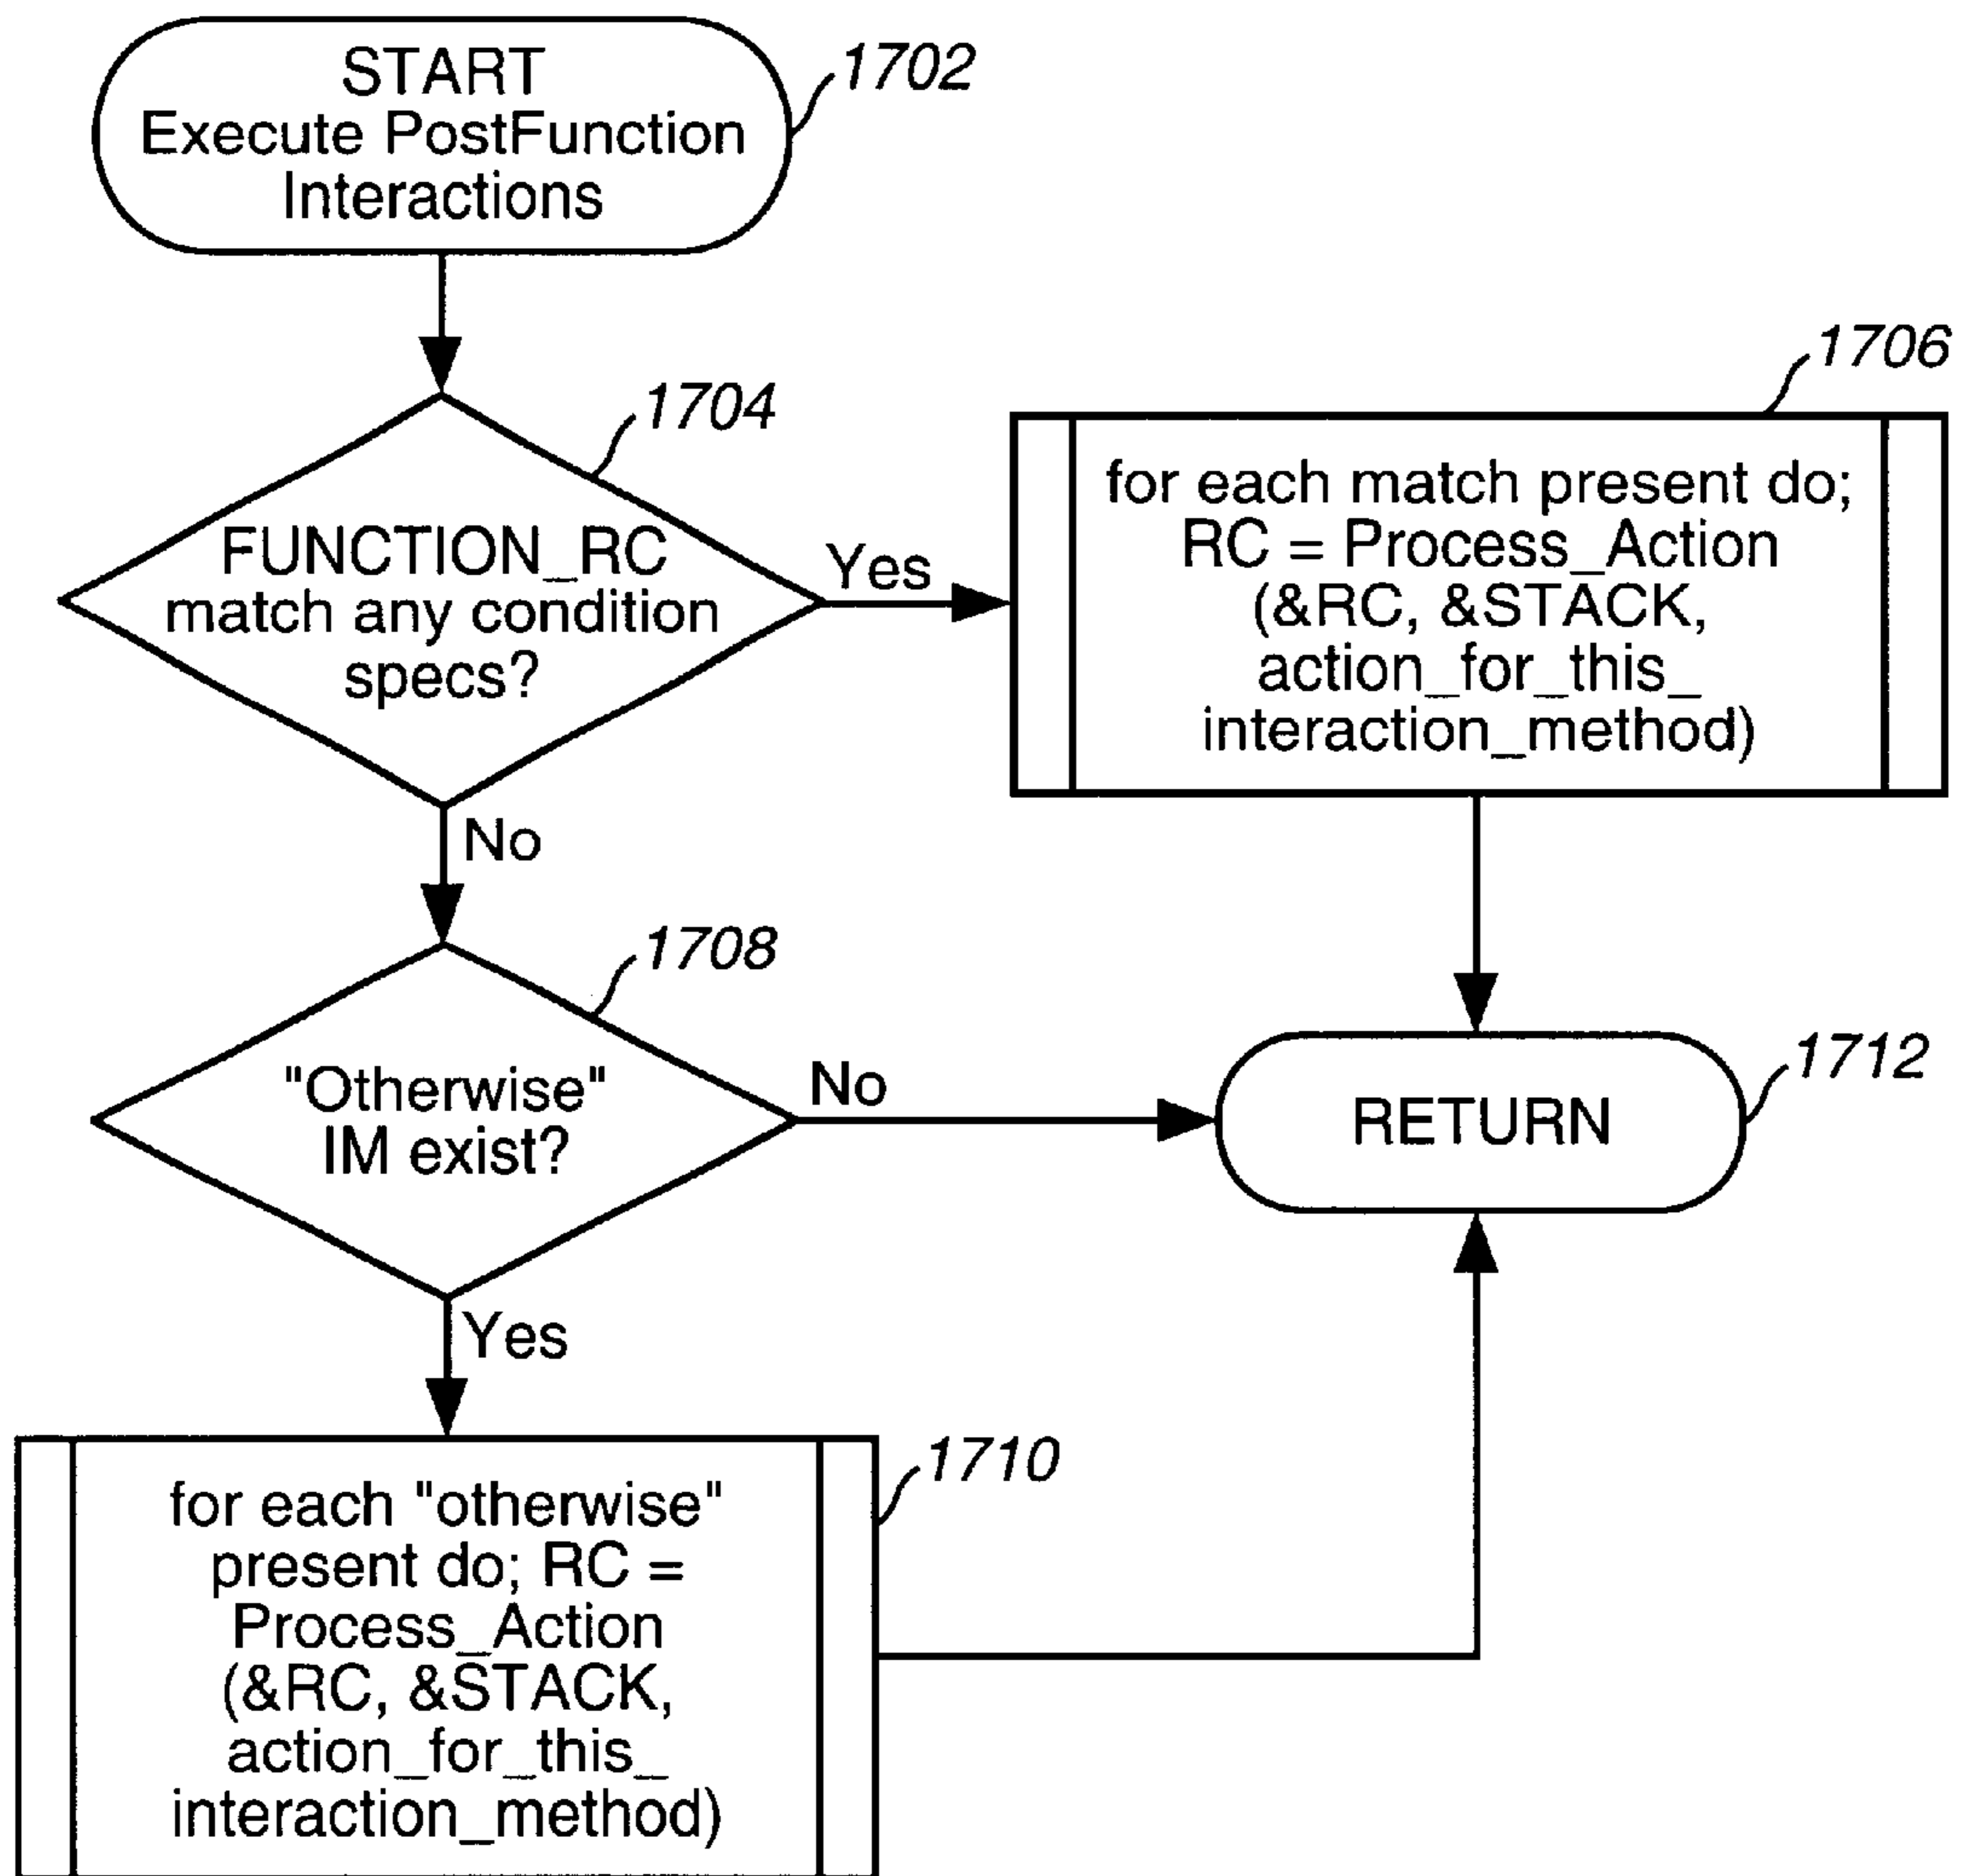 START
Execute PostFunction
Interactions
1702
1704
FUNCTION_RC
match any condition
specs?
Yes
1706
for each match present do;
RC = Process_Action
(&RC, &STACK,
action_for_this_
interaction_method)
No
1708
"Otherwise"
IM exist?
No
1712
RETURN
Yes
1710
for each "otherwise"
present do; RC =
Process_Action
(&RC, &STACK,
action_for_this_
interaction_method)